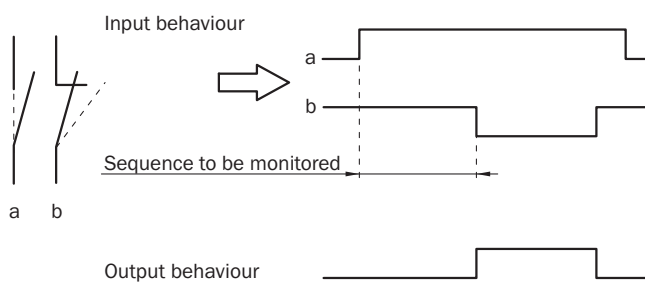 Input behaviour
a
b
Sequence to be monitored
a b
Output behaviour